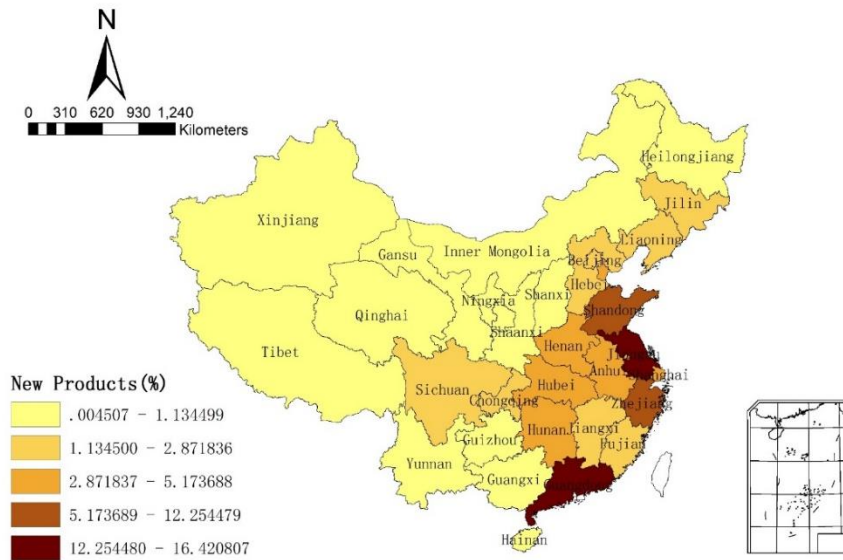 N
0 310 620 930 1,240
Kilometers
Heilongjiang
Jilin
Xinjiang
Liaoning
Gansu
Inner Mongolia
Beijing
Hebei
Ningxia
Shanxi
Qinghai
Shandong
Shaanxi
Tibet
Henan
Jiangsu
Anhui
Shanghai
Sichuan
Hubei
Chongqing
Zhejiang
Hunan
Jiangxi
Guizhou
Fujian
Yunnan
Guangxi
Guangdong
Hainan
New Products(%)
.004507 - 1.134499
1.134500 - 2.871836
2.871837 - 5.173688
5.173689 - 12.254479
12.254480 - 16.420807